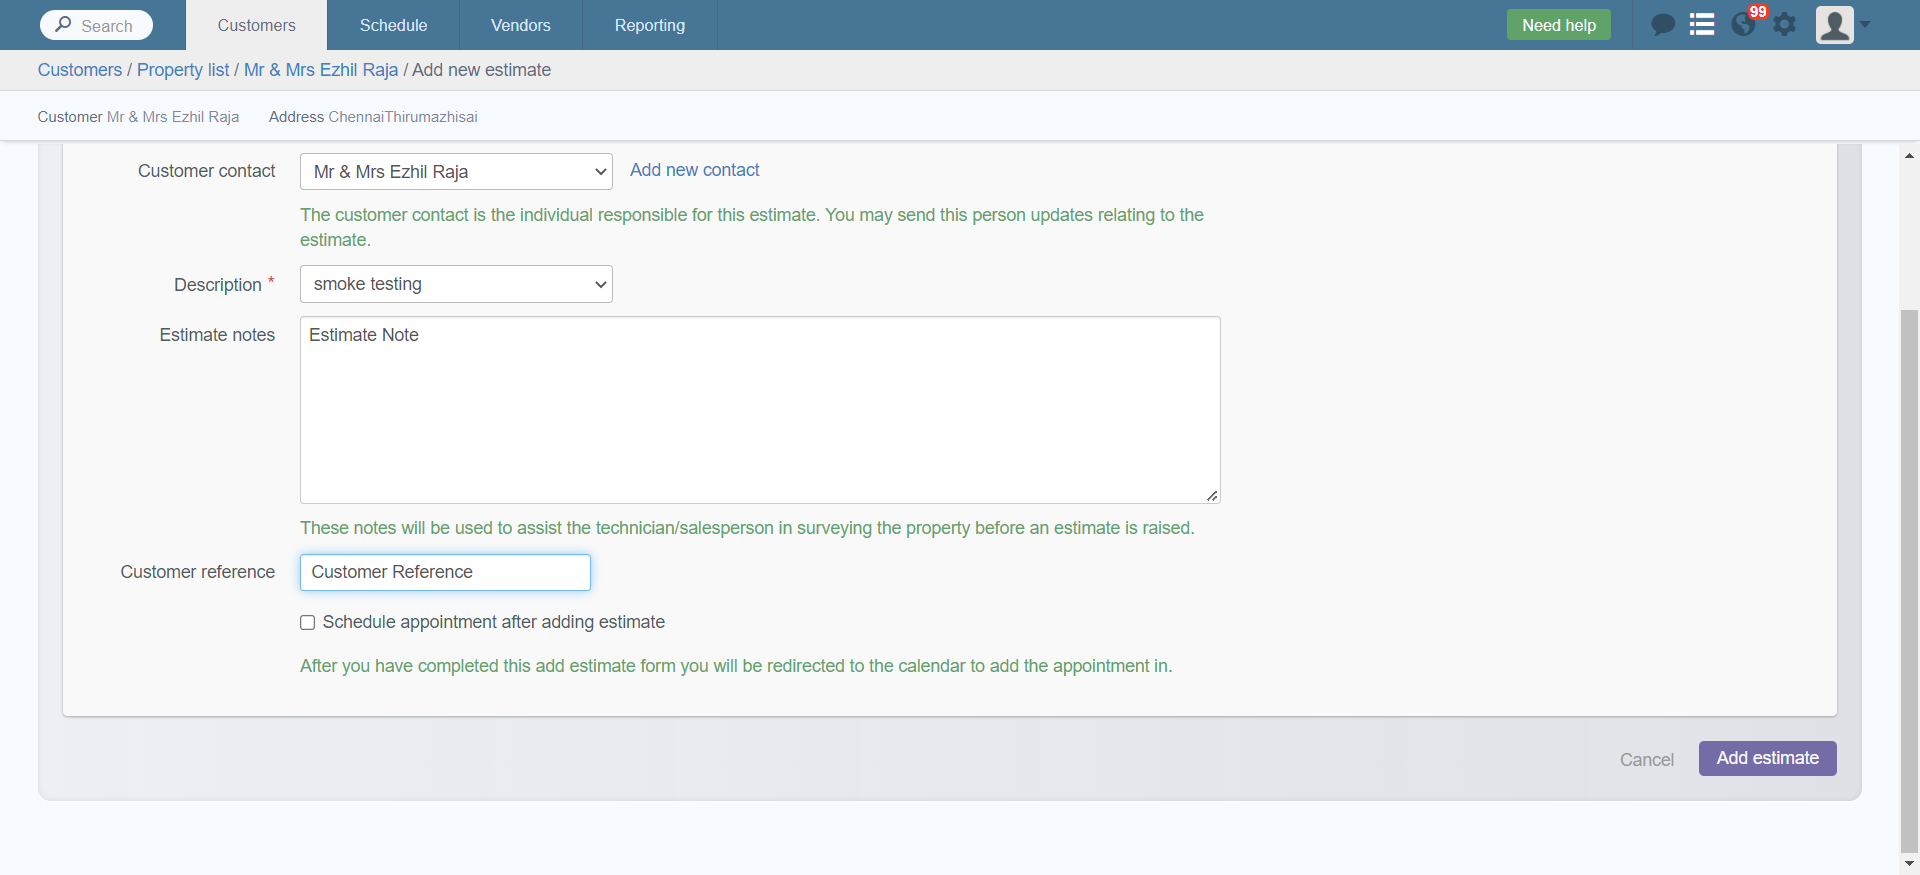 Search
Customers
Schedule
Vendors
Reporting
Need help
99
Customers / Property list / Mr & Mrs Ezhil Raja / Add new estimate
Customer Mr & Mrs Ezhil Raja Address ChennaiThirumazhisai
Customer contact
Mr & Mrs Ezhil Raja
Add new contact
The customer contact is the individual responsible for this estimate. You may send this person updates relating to the
estimate.
Description *
smoke testing
Estimate notes
Estimate Note
These notes will be used to assist the technician/salesperson in surveying the property before an estimate is raised.
Customer reference
Customer Reference
Schedule appointment after adding estimate
After you have completed this add estimate form you will be redirected to the calendar to add the appointment in.
Cancel
Add estimate